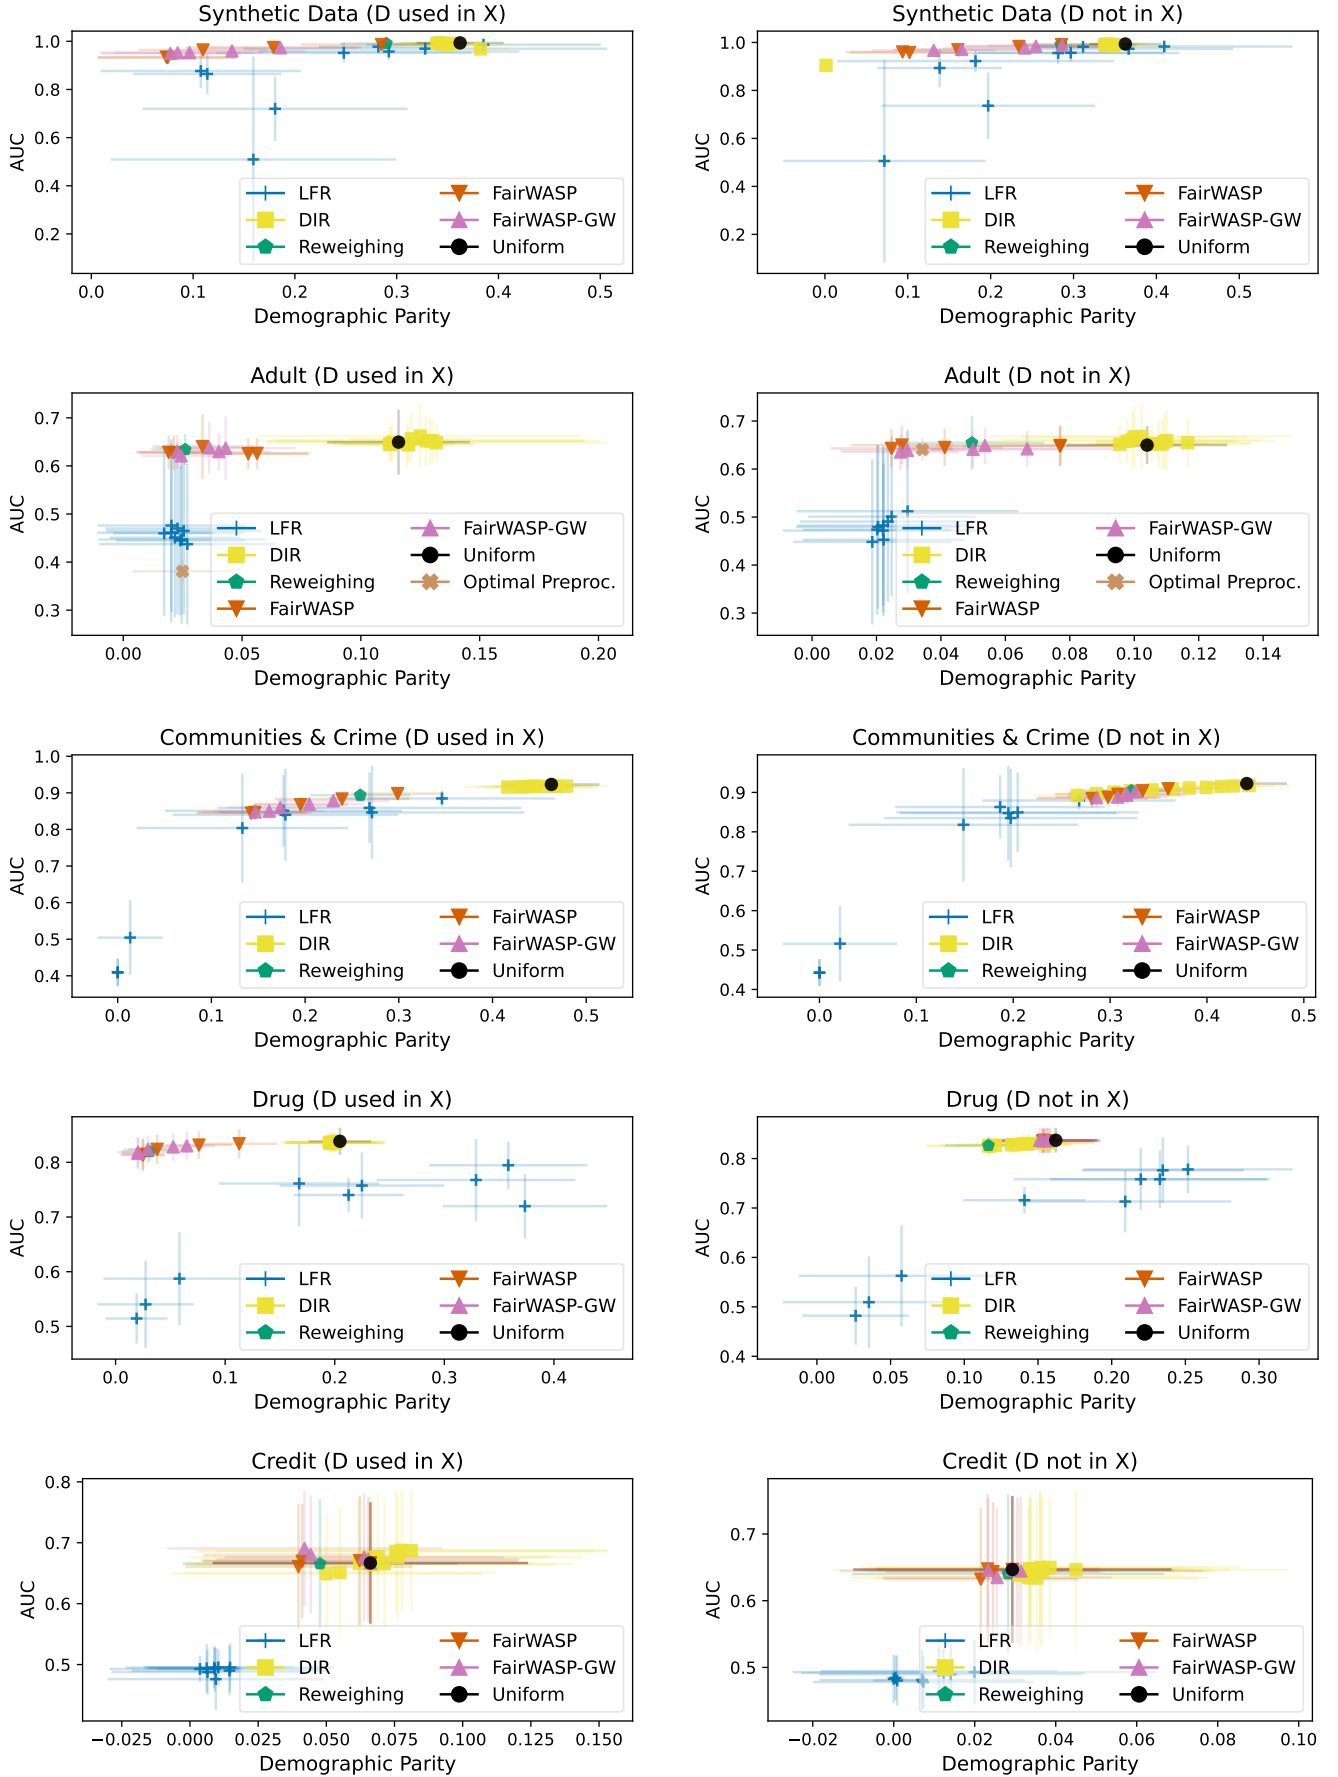 Synthetic Data (D used in X)
AUC
1.0
0.8
0.6
0.4
0.2
LFR
DIR
Reweighing
FairWASP
FairWASP-GW
Uniform
0.0 0.1 0.2 0.3 0.4 0.5
Demographic Parity
Synthetic Data (D not in X)
AUC
1.0
0.8
0.6
0.4
0.2
LFR
DIR
Reweighing
FairWASP
FairWASP-GW
Uniform
0.0 0.1 0.2 0.3 0.4 0.5
Demographic Parity
Adult (D used in X)
AUC
0.7
0.6
0.5
0.4
0.3
LFR
DIR
Reweighing
FairWASP
FairWASP-GW
Uniform
Optimal Preproc.
0.00 0.05 0.10 0.15 0.20
Demographic Parity
Adult (D not in X)
AUC
0.7
0.6
0.5
0.4
0.3
LFR
DIR
Reweighing
FairWASP
FairWASP-GW
Uniform
Optimal Preproc.
0.00 0.02 0.04 0.06 0.08 0.10 0.12 0.14
Demographic Parity
Communities & Crime (D used in X)
AUC
1.0
0.9
0.8
0.7
0.6
0.5
0.4
LFR
DIR
Reweighing
FairWASP
FairWASP-GW
Uniform
0.0 0.1 0.2 0.3 0.4 0.5
Demographic Parity
Communities & Crime (D not in X)
AUC
0.9
0.8
0.7
0.6
0.5
0.4
LFR
DIR
Reweighing
FairWASP
FairWASP-GW
Uniform
0.0 0.1 0.2 0.3 0.4 0.5
Demographic Parity
Drug (D used in X)
AUC
0.8
0.7
0.6
0.5
LFR
DIR
Reweighing
FairWASP
FairWASP-GW
Uniform
0.0 0.1 0.2 0.3 0.4
Demographic Parity
Drug (D not in X)
AUC
0.8
0.7
0.6
0.5
0.4
LFR
DIR
Reweighing
FairWASP
FairWASP-GW
Uniform
0.00 0.05 0.10 0.15 0.20 0.25 0.30
Demographic Parity
Credit (D used in X)
AUC
0.8
0.7
0.6
0.5
LFR
DIR
Reweighing
FairWASP
FairWASP-GW
Uniform
−0.025 0.000 0.025 0.050 0.075 0.100 0.125 0.150
Demographic Parity
Credit (D not in X)
AUC
0.7
0.6
0.5
LFR
DIR
Reweighing
FairWASP
FairWASP-GW
Uniform
−0.02 0.00 0.02 0.04 0.06 0.08 0.10
Demographic Parity